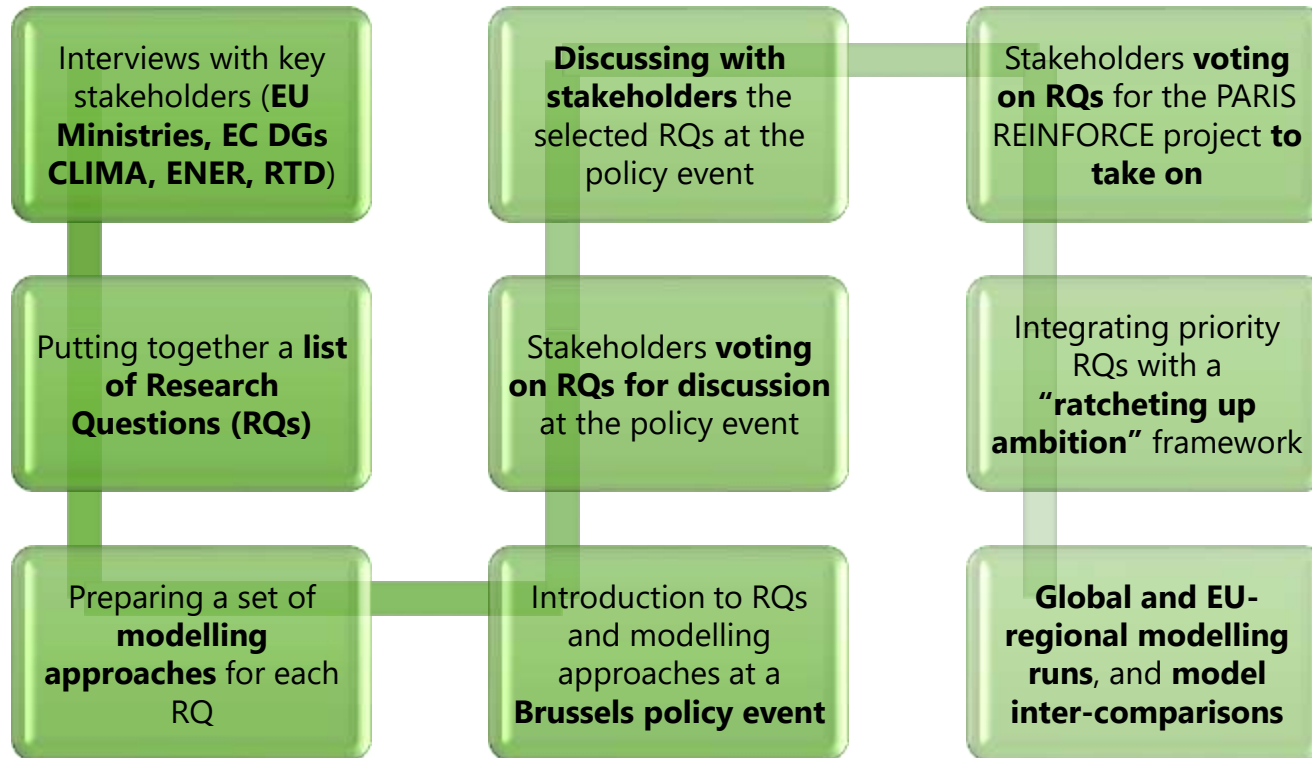 Interviews with key
stakeholders (EU
Ministries, EC DGs
CLIMA, ENER, RTD)
Putting together a list
of Research
Questions (RQs)
Preparing a set of
modelling
approaches for each
RQ
Introduction to RQs
and modelling
approaches at a
Brussels policy event
Stakeholders voting
on RQs for discussion
at the policy event
Discussing with
stakeholders the
selected RQs at the
policy event
Stakeholders voting
on RQs for the PARIS
REINFORCE project to
take on
Integrating priority
RQs with a
“ratcheting up
ambition” framework
Global and EU-
regional modelling
runs, and model
inter-comparisons